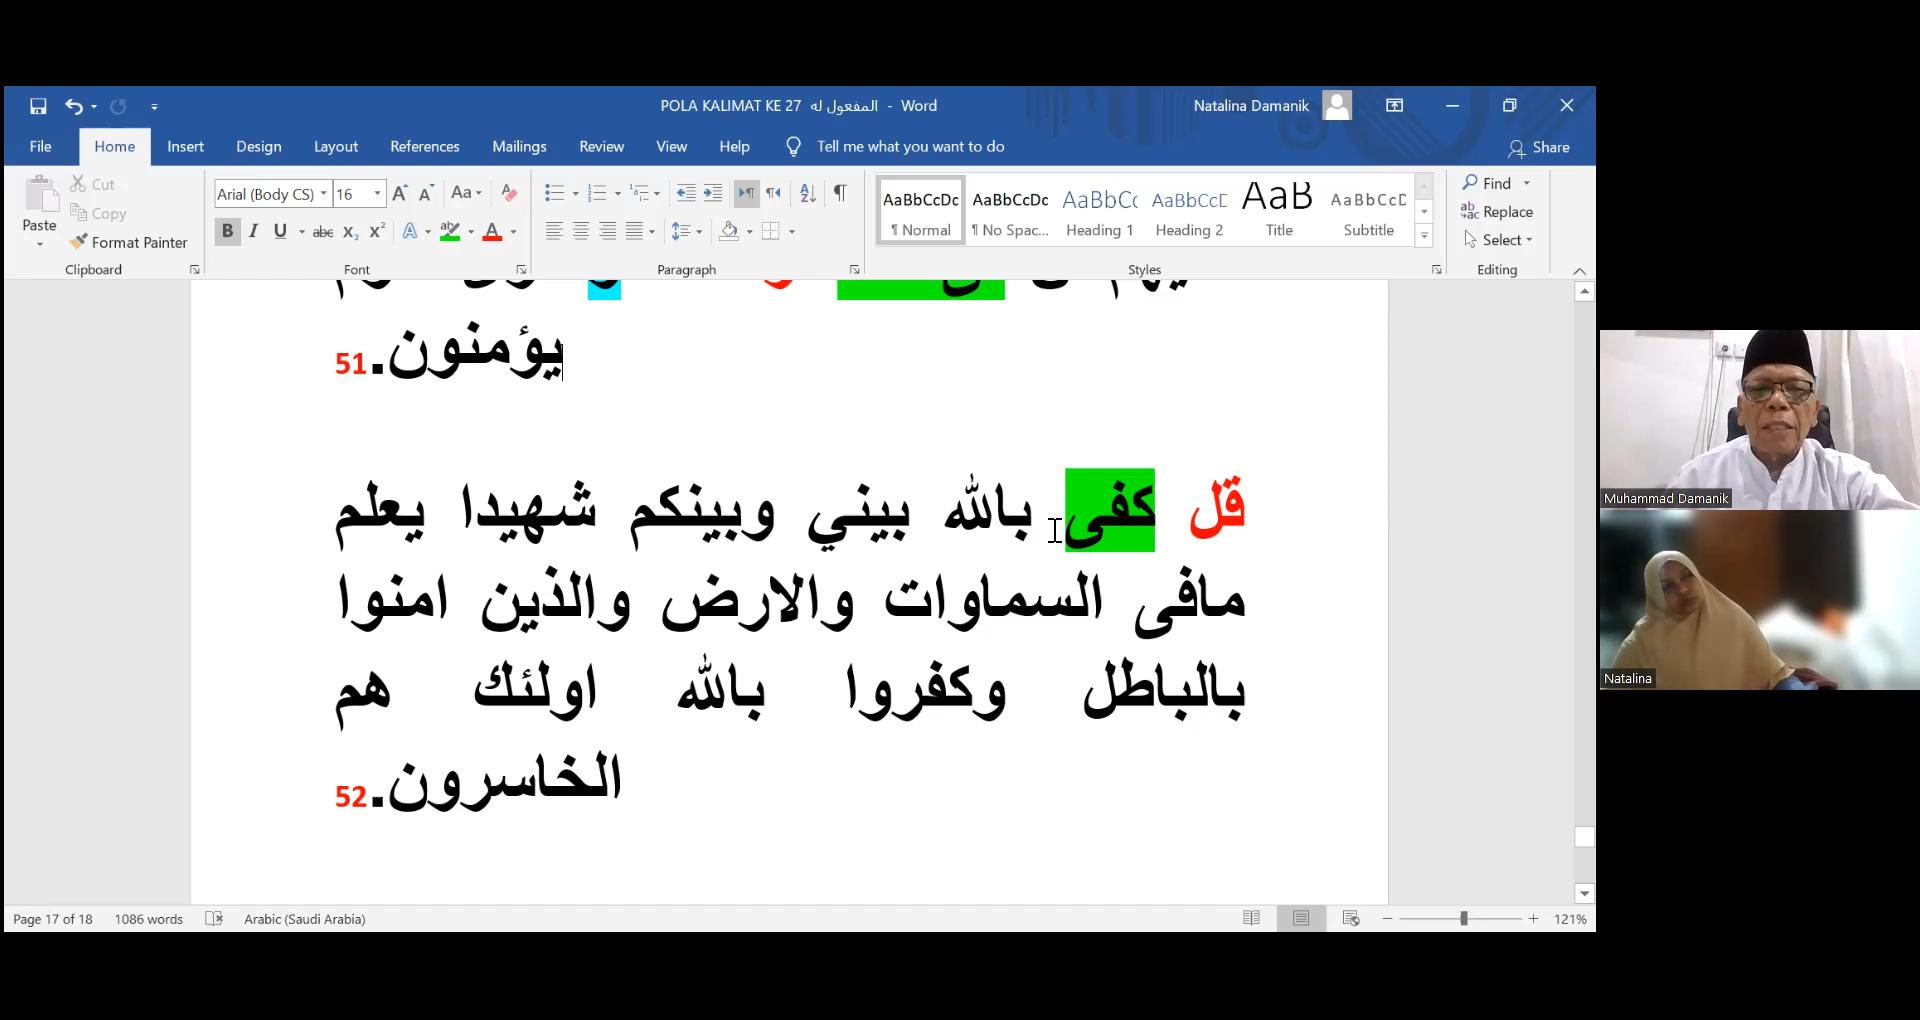 POLA KALIMAT KE 27 المفعول له - Word
Natalina Damanik
File Home Insert Design Layout References Mailings Review View Help Tell me what you want to do Share
Paste
Cut
Copy
Format Painter
Clipboard
Arial (Body CS) 16
Font
Paragraph
AaBbCcDc AaBbCcDc AaBbCc AaBbCcD AaB AaBbCcD
¶ Normal ¶ No Spac... Heading 1 Heading 2 Title Subtitle
Styles
Find
Replace
Select
Editing
يؤمنون.51
قل كفى بالله بيني وبينكم شهيدا يعلم
مافى السماوات والارض والذين امنوا
بالباطل وكفروا بالله اولئك هم
الخاسرون.52
Muhammad Damanik
Natalina
Page 17 of 18 1086 words Arabic (Saudi Arabia) 121%